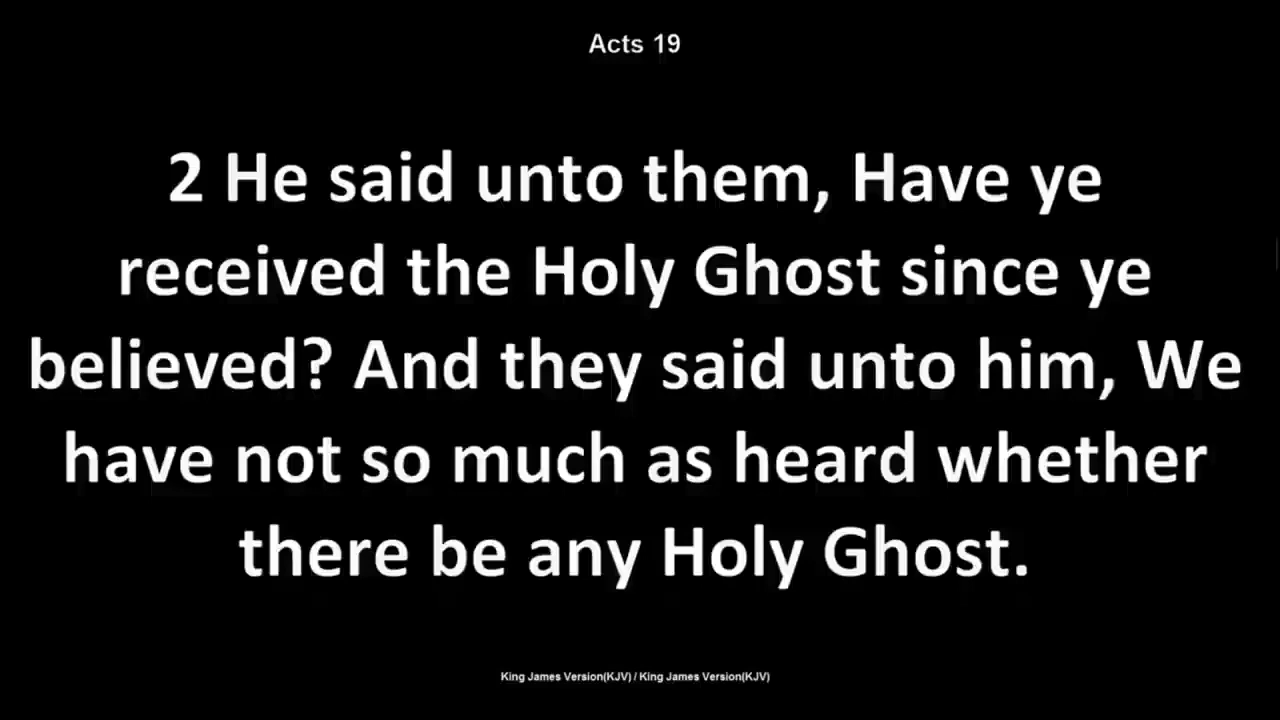 Acts 19
2 He said unto them, Have ye
received the Holy Ghost since ye
believed? And they said unto him, We
have not so much as heard whether
there be any Holy Ghost.
King James Version(KJV) / King James Version(KJV)